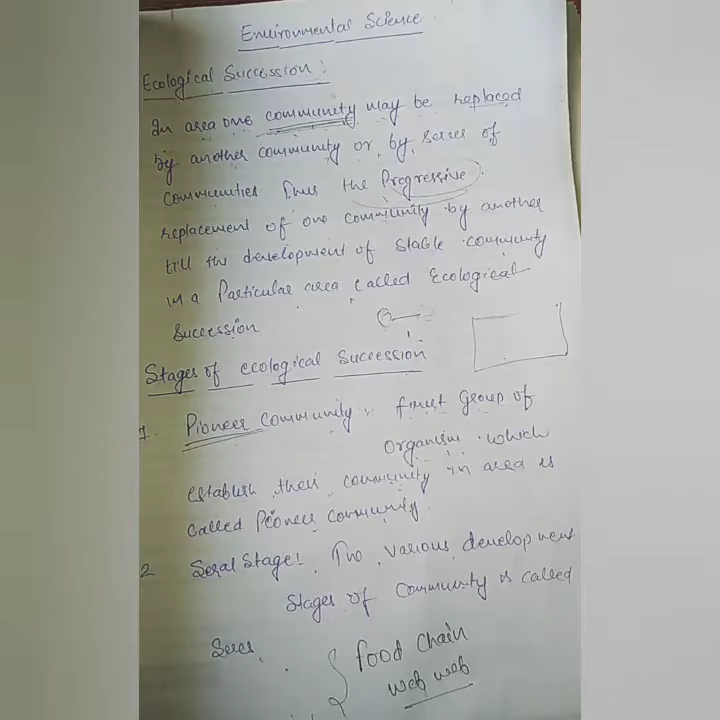 Environmental Science
Ecological Succession:
In area one community may be replaced
by another community or by series of
communities Thus the Progressive
replacement of one community by another
till the development of stable community
in a Particular area called Ecological
Succession
Stages of ecological Succession
1. Pioneer Community: first group of
organism which
establish their community in area is
called Pioneer community.
2 Seral Stage: The various development
Stages of Community is called
Seres
food chain
web web